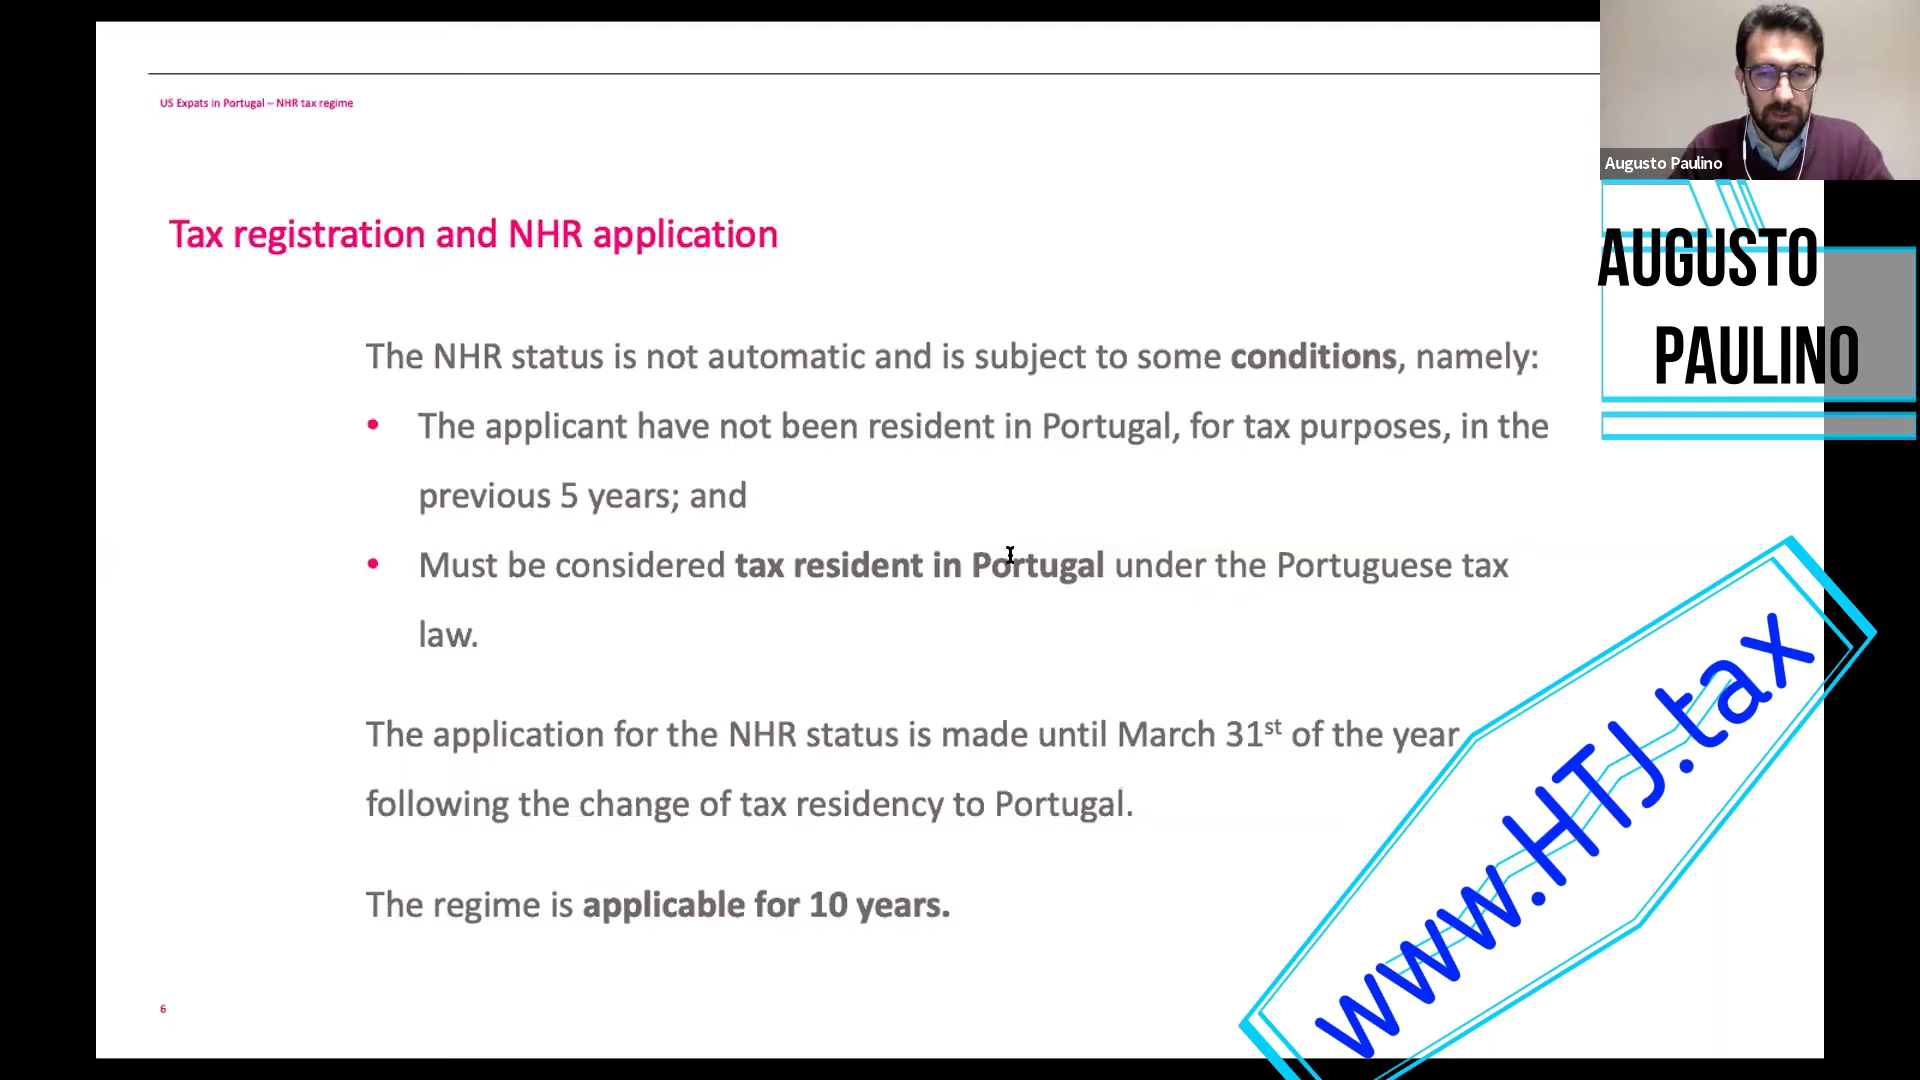 US Expats in Portugal – NHR tax regime
Tax registration and NHR application
The NHR status is not automatic and is subject to some conditions, namely:
• The applicant have not been resident in Portugal, for tax purposes, in the
previous 5 years; and
• Must be considered tax resident in Portugal under the Portuguese tax
law.
The application for the NHR status is made until March 31st of the year
following the change of tax residency to Portugal.
The regime is applicable for 10 years.
6
Augusto Paulino
AUGUSTO
PAULINO
www.HTJ.tax